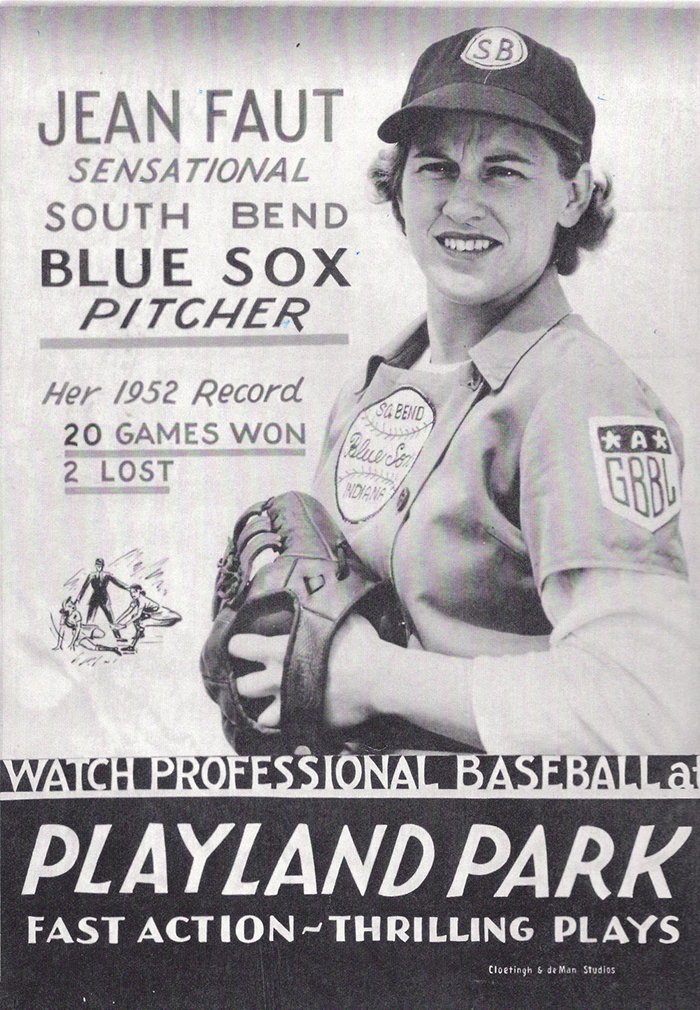 JEAN FAUT
SENSATIONAL
SOUTH BEND
BLUE SOX
PITCHER
Her 1952 Record
20 GAMES WON
2 LOST
SB
SO. BEND
Blue Sox
INDIANA
★A★
GBBL
WATCH PROFESSIONAL BASEBALL at
PLAYLAND PARK
FAST ACTION~THRILLING PLAYS
Cloetingh & deMan Studios